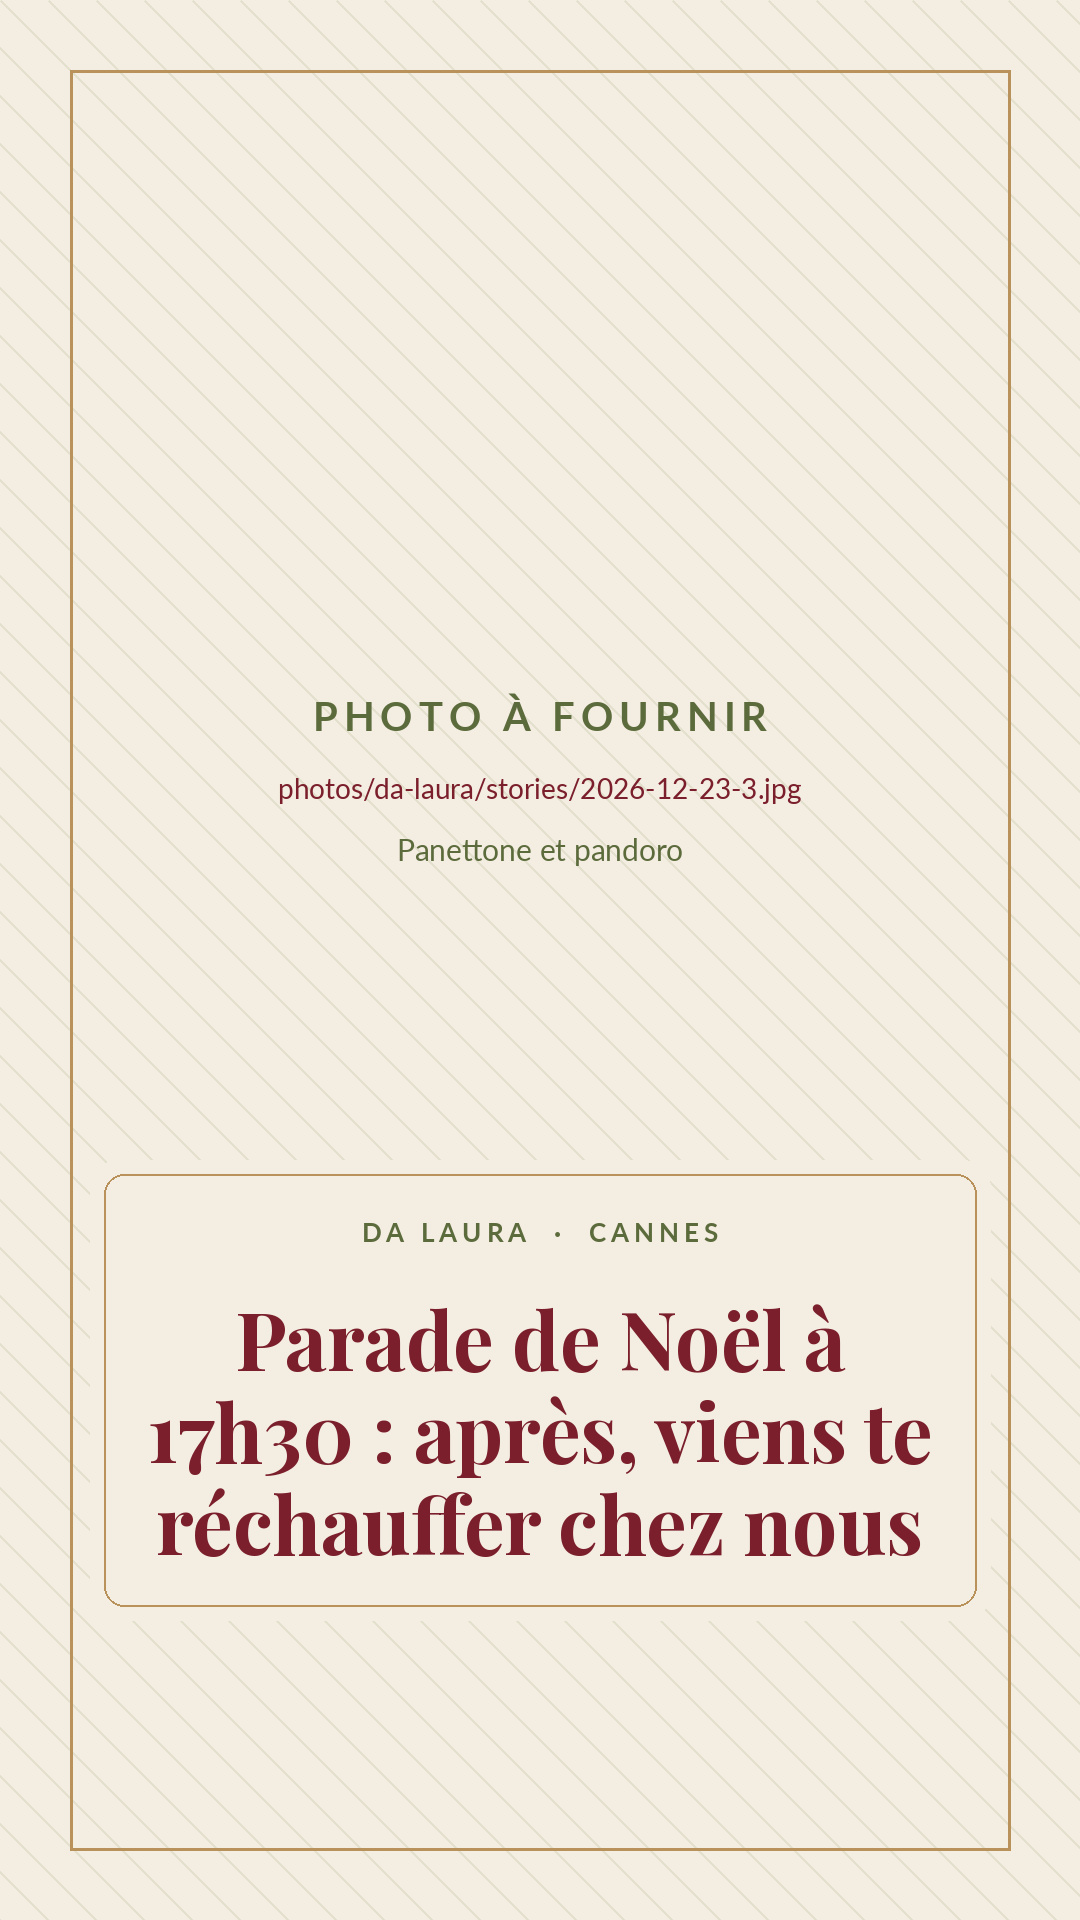 PHOTO À FOURNIR
photos/da-laura/stories/2026-12-23-3.jpg
Panettone et pandoro
DA LAURA · CANNES
Parade de Noël à
17h30 : après, viens te
réchauffer chez nous